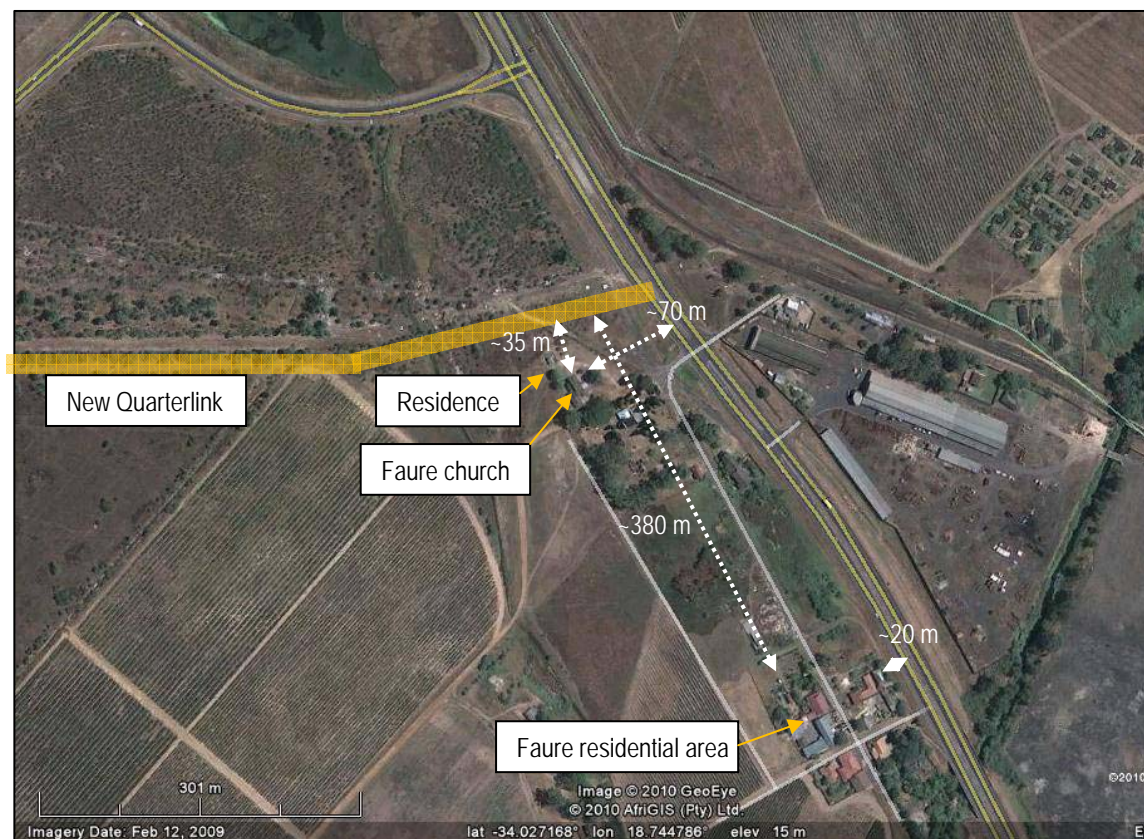 ~70 m
~35 m
New Quarterlink
Residence
Faure church
~380 m
~20 m
Faure residential area
301 m
Image © 2010 GeoEye
© 2010 AfriGIS (Pty) Ltd.
©2010
Imagery Date: Feb 12, 2009
lat -34.027168° lon 18.744786° elev 15 m
E